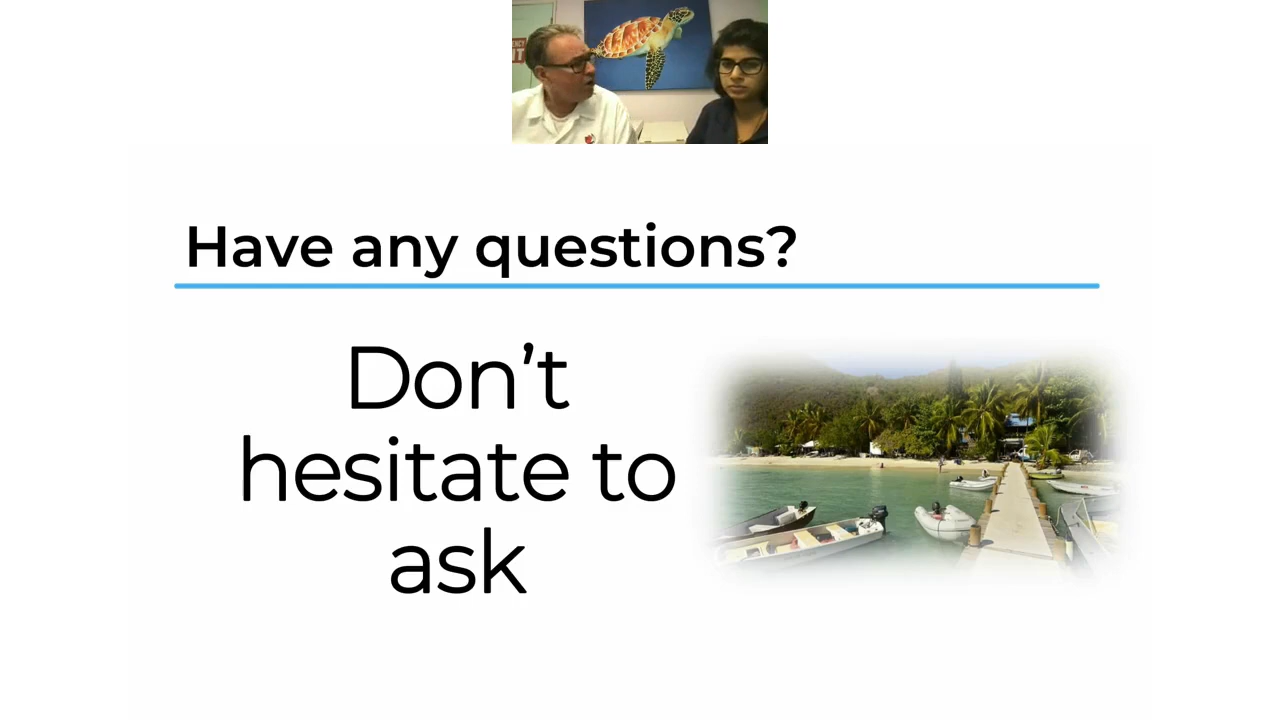 Have any questions?
Don’t
hesitate to
ask